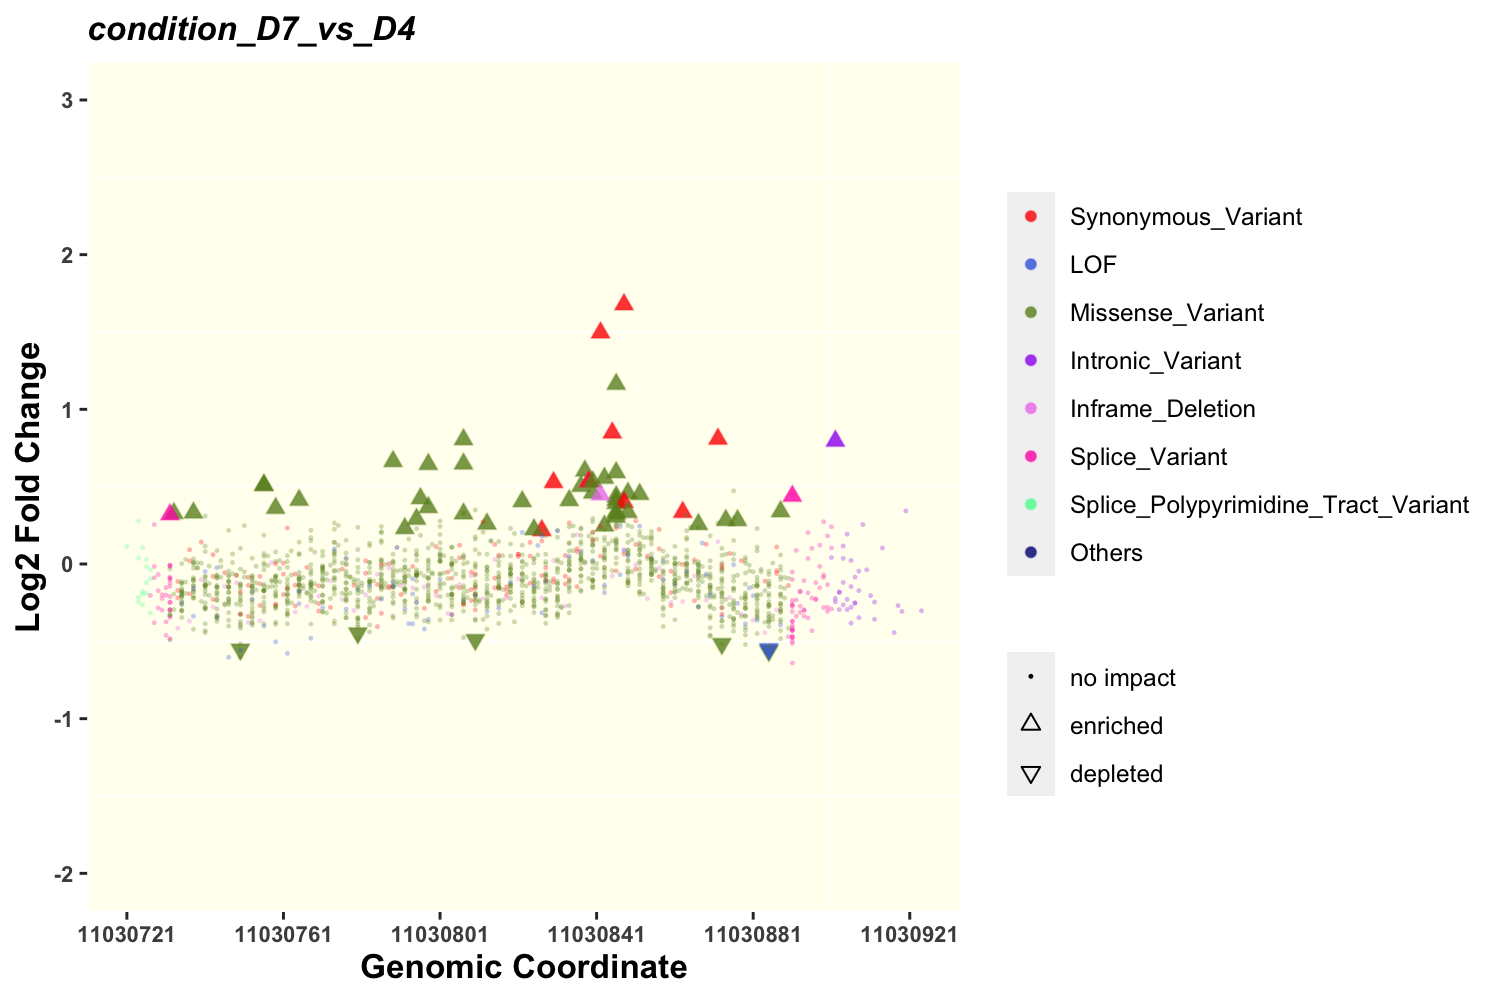 condition_D7_vs_D4
3
2
1
0
-1
-2
Log2 Fold Change
11030721
11030761
11030801
11030841
11030881
11030921
Genomic Coordinate
Synonymous_Variant
LOF
Missense_Variant
Intronic_Variant
Inframe_Deletion
Splice_Variant
Splice_Polypyrimidine_Tract_Variant
Others
no impact
enriched
depleted